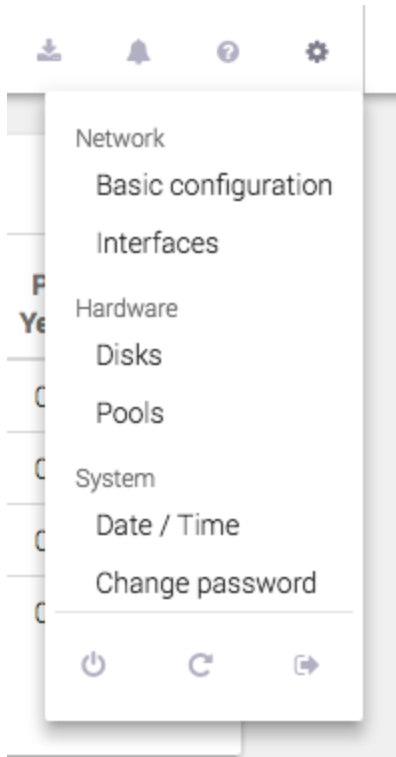 Network
Basic configuration
Interfaces
Hardware
Disks
Pools
System
Date / Time
Change password